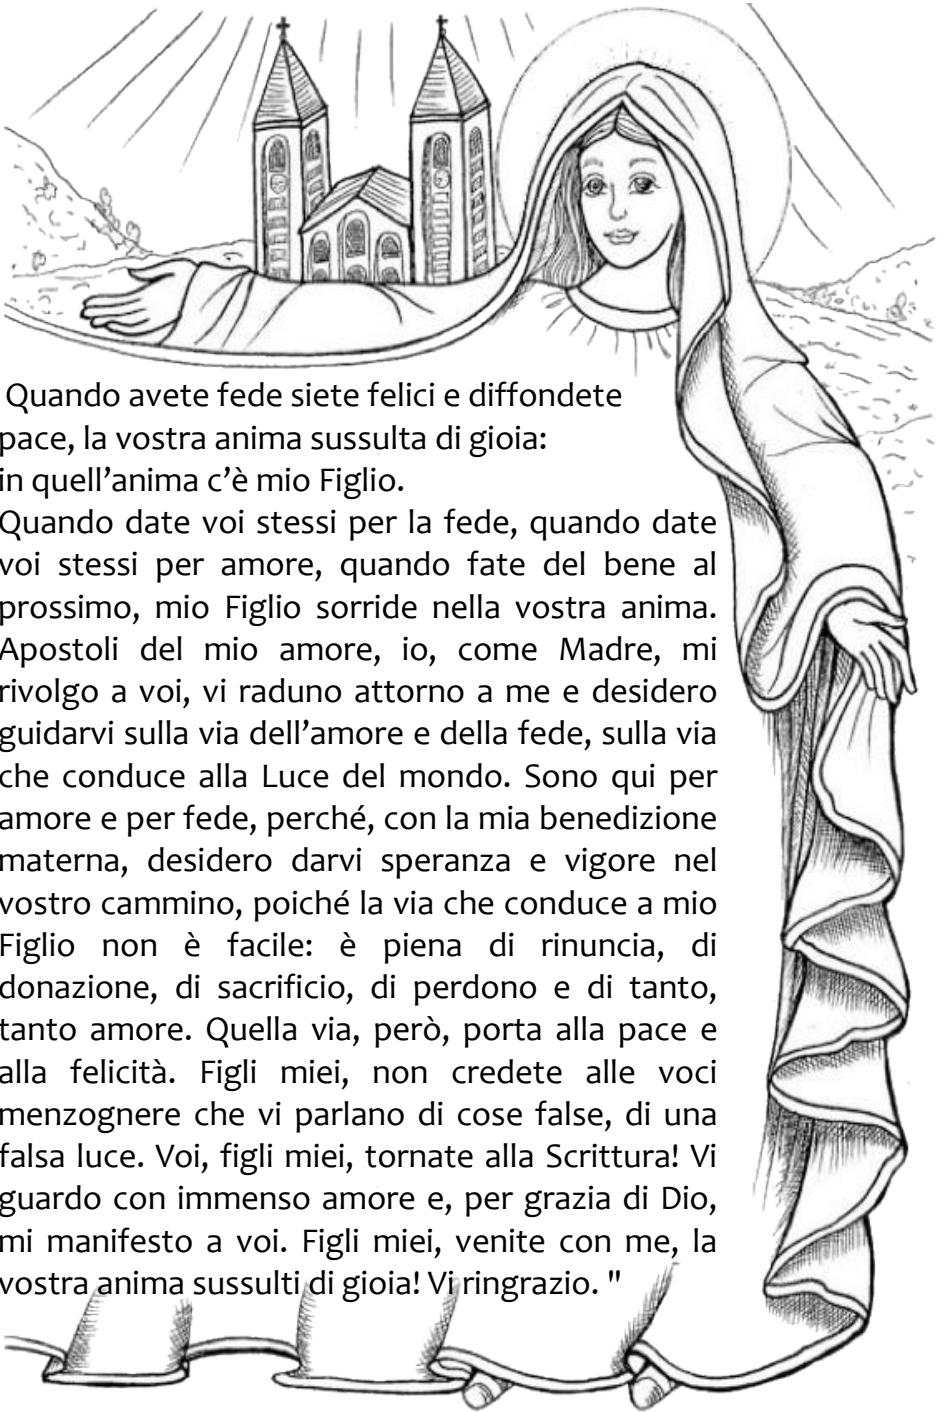 Quando avete fede siete felici e diffondete
pace, la vostra anima sussulta di gioia:
in quell’anima c’è mio Figlio.
Quando date voi stessi per la fede, quando date
voi stessi per amore, quando fate del bene al
prossimo, mio Figlio sorride nella vostra anima.
Apostoli del mio amore, io, come Madre, mi
rivolgo a voi, vi raduno attorno a me e desidero
guidarvi sulla via dell’amore e della fede, sulla via
che conduce alla Luce del mondo. Sono qui per
amore e per fede, perché, con la mia benedizione
materna, desidero darvi speranza e vigore nel
vostro cammino, poiché la via che conduce a mio
Figlio non è facile: è piena di rinuncia, di
donazione, di sacrificio, di perdono e di tanto,
tanto amore. Quella via, però, porta alla pace e
alla felicità. Figli miei, non credete alle voci
menzognere che vi parlano di cose false, di una
falsa luce. Voi, figli miei, tornate alla Scrittura! Vi
guardo con immenso amore e, per grazia di Dio,
mi manifesto a voi. Figli miei, venite con me, la
vostra anima sussulti di gioia! Vi ringrazio. "